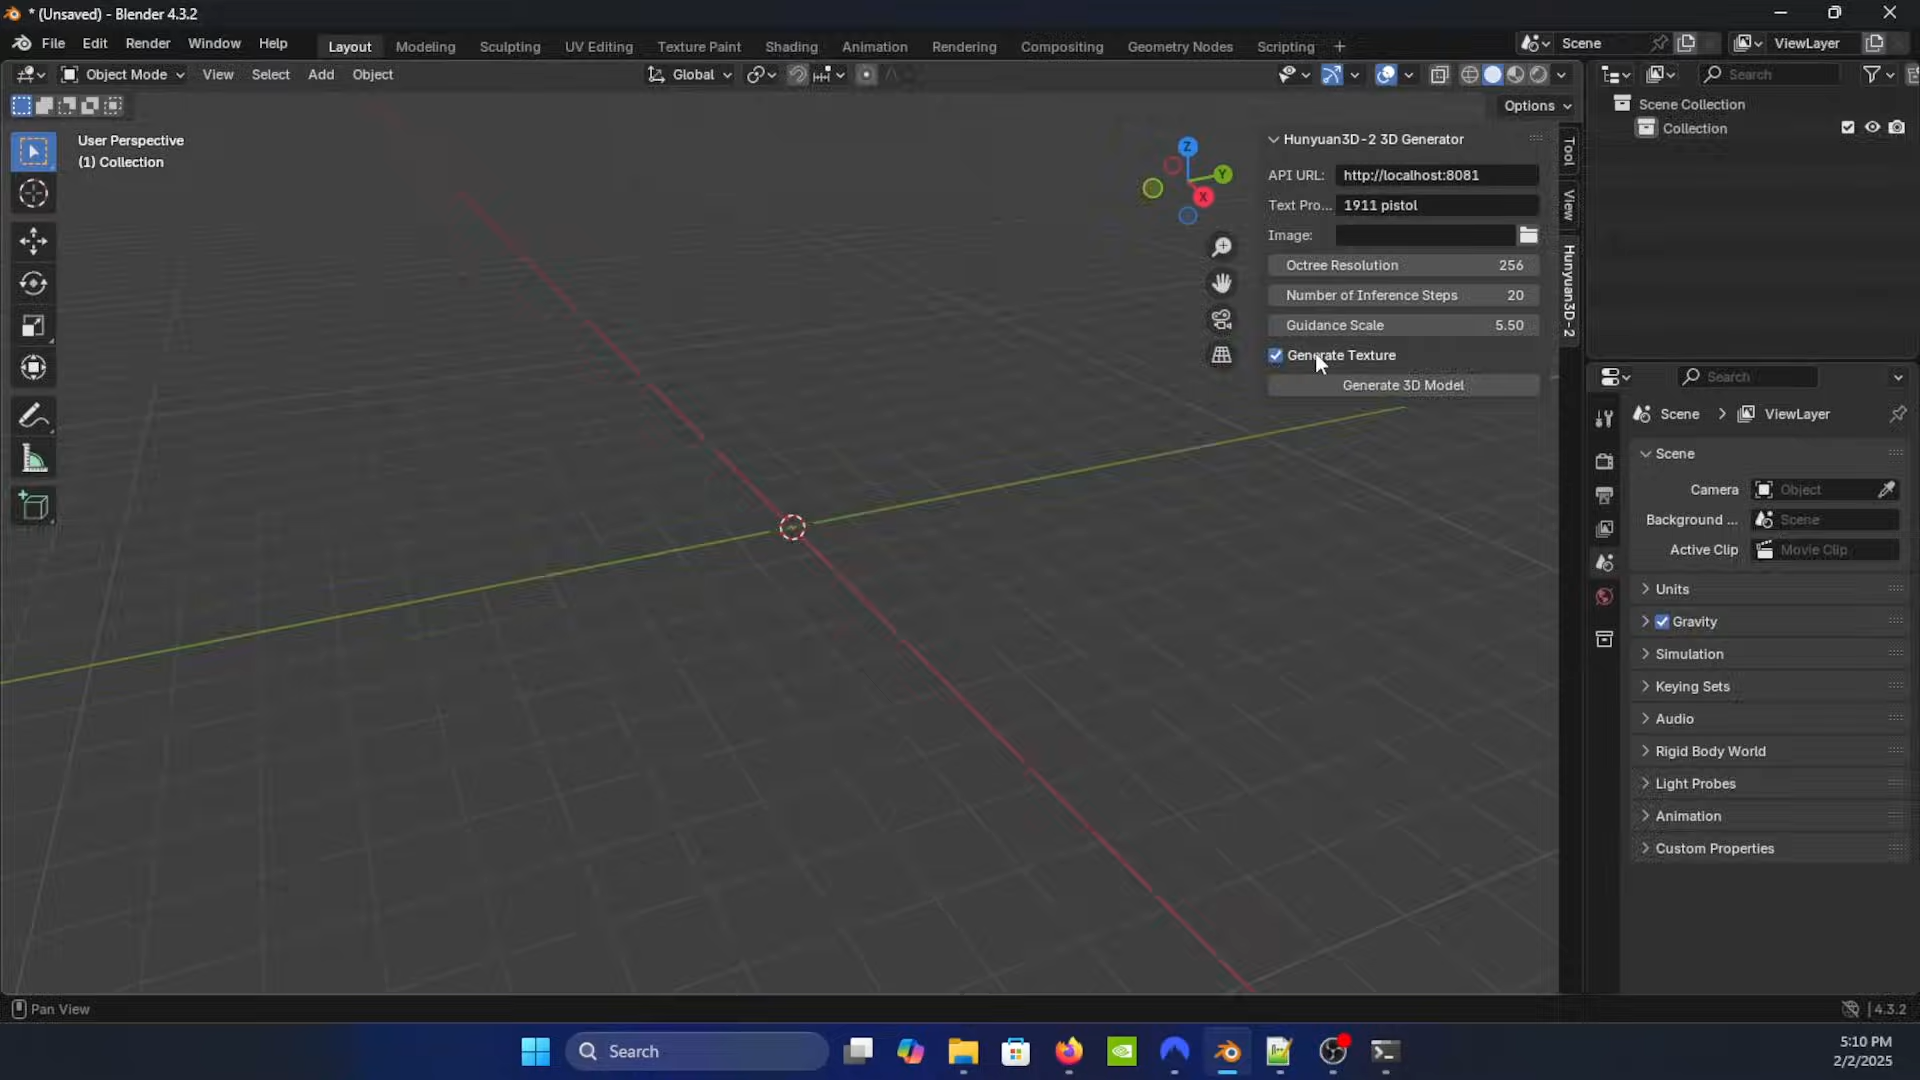 * (Unsaved) - Blender 4.3.2
File Edit Render Window Help Layout Modeling Sculpting UV Editing Texture Paint Shading Animation Rendering Compositing Geometry Nodes Scripting + Scene ViewLayer
Object Mode View Select Add Object Global Search
Options
User Perspective
(1) Collection
Z
Y
X
Hunyuan3D-2 3D Generator
API URL: http://localhost:8081
Text Pro... 1911 pistol
Image:
Octree Resolution 256
Number of Inference Steps 20
Guidance Scale 5.50
Generate Texture
Generate 3D Model
Tool
View
Hunyuan3D-2
Scene Collection
Collection
Search
Scene > ViewLayer
Scene
Camera Object
Background ... Scene
Active Clip Movie Clip
Units
Gravity
Simulation
Keying Sets
Audio
Rigid Body World
Light Probes
Animation
Custom Properties
Pan View
4.3.2
Search
5:10 PM
2/2/2025